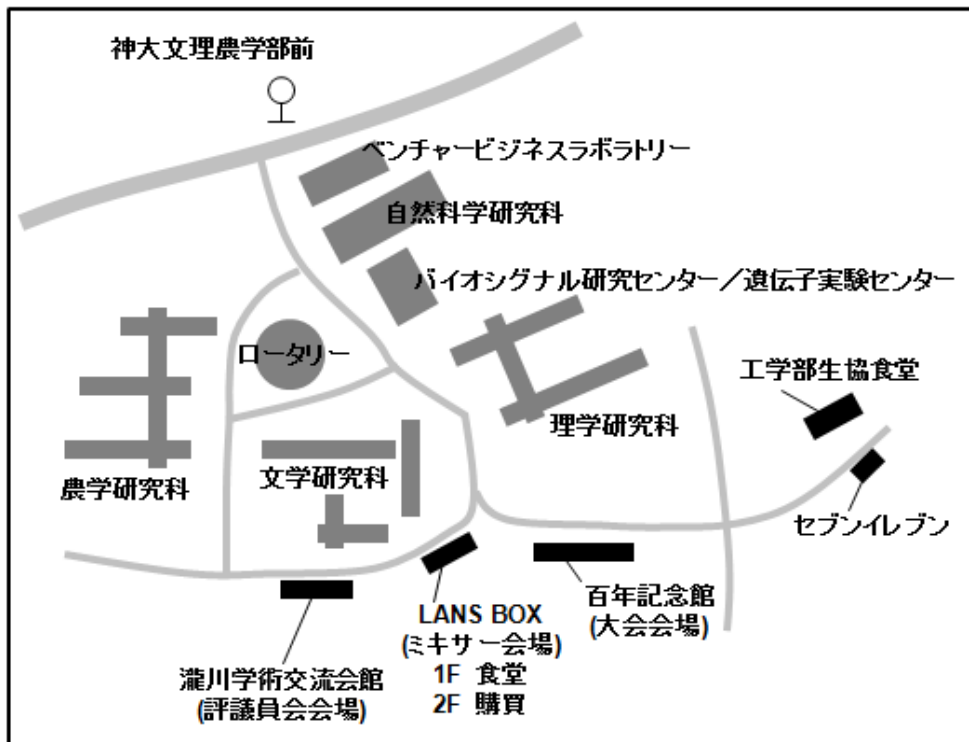 神大文理農学部前
ベンチャービジネスラボラトリー
自然科学研究科
バイオシグナル研究センター／遺伝子実験センター
ロータリー
工学部生協食堂
理学研究科
農学研究科
文学研究科
セブンイレブン
百年記念館
(大会会場)
LANS BOX
(ミキサー会場)
1F 食堂
2F 購買
瀧川学術交流会館
(評議員会会場)